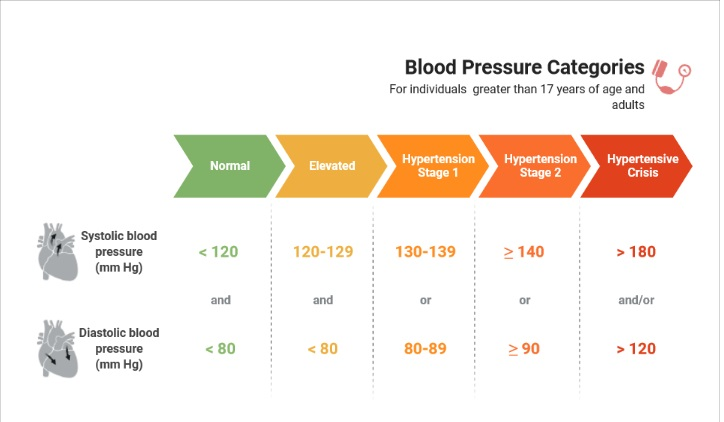 Blood Pressure Categories
For individuals greater than 17 years of age and
adults
Normal
Elevated
Hypertension
Stage 1
Hypertension
Stage 2
Hypertensive
Crisis
Systolic blood
pressure
(mm Hg)
< 120
120-129
130-139
≥ 140
> 180
and
and
or
or
and/or
Diastolic blood
pressure
(mm Hg)
< 80
< 80
80-89
≥ 90
> 120